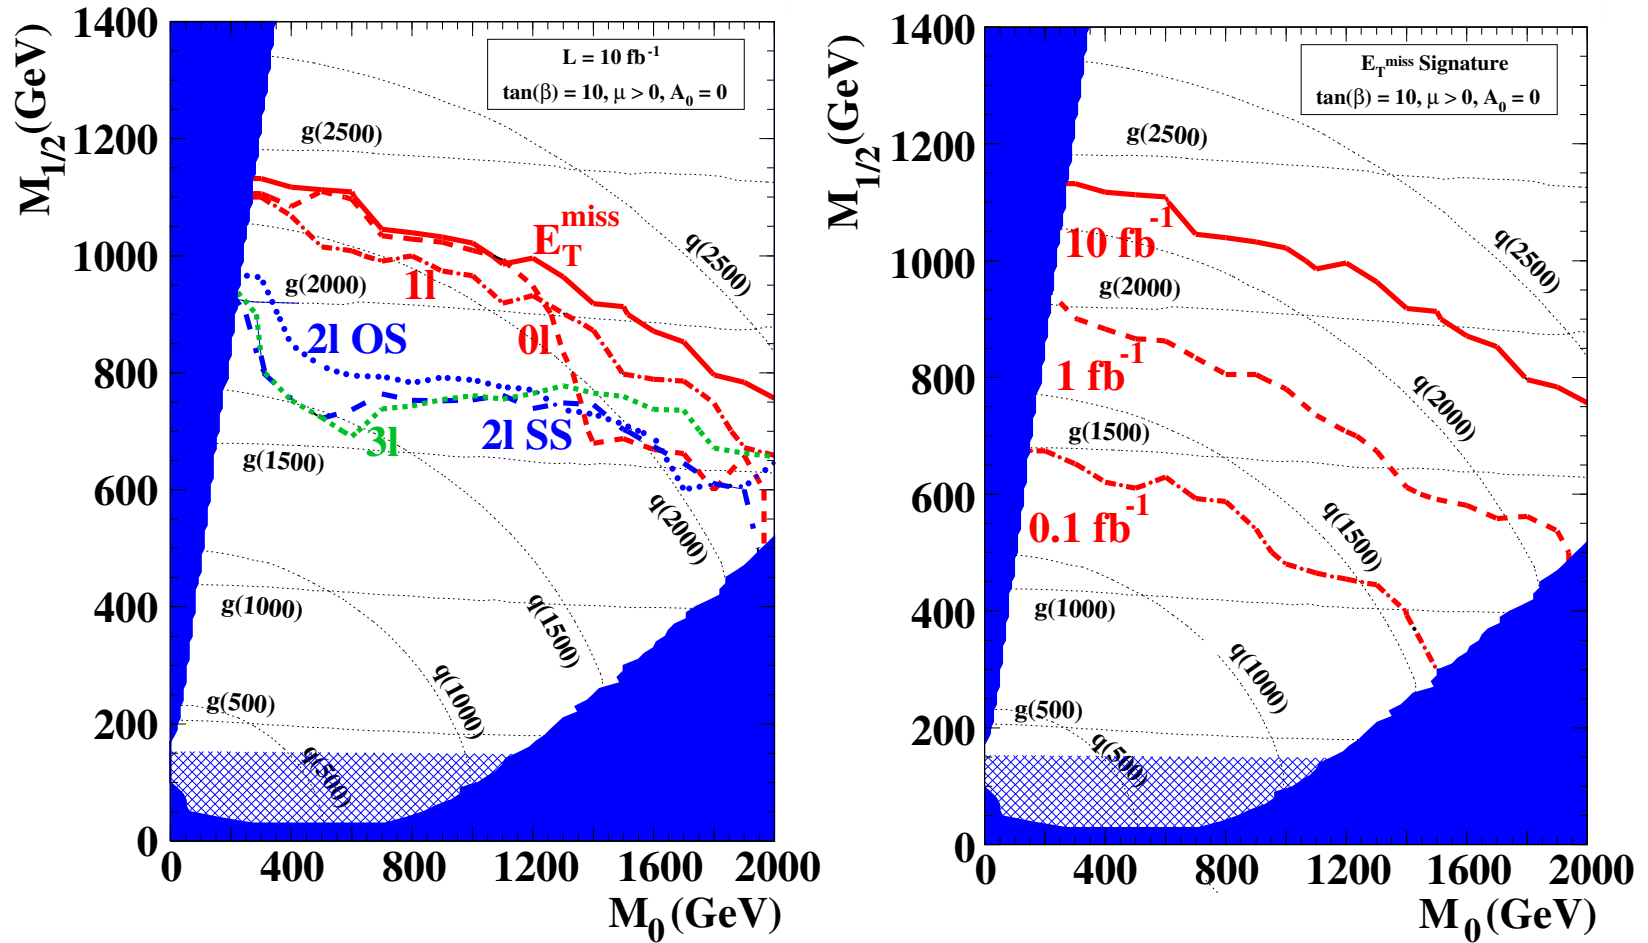 1400
1200
1000
800
600
400
200
0
M1/2 (GeV)
L = 10 fb-1
tan(β) = 10, μ > 0, A0 = 0
g(2500)
q(2500)
ETmiss
1l
g(2000)
2l OS
0l
3l
2l SS
g(1500)
q(2000)
g(1000)
q(1500)
q(1000)
g(500)
q(500)
0 400 800 1200 1600 2000
M0 (GeV)
1400
1200
1000
800
600
400
200
0
M1/2 (GeV)
ETmiss Signature
tan(β) = 10, μ > 0, A0 = 0
g(2500)
q(2500)
10 fb-1
g(2000)
1 fb-1
q(2000)
g(1500)
0.1 fb-1
q(1500)
g(1000)
q(1000)
g(500)
q(500)
0 400 800 1200 1600 2000
M0 (GeV)